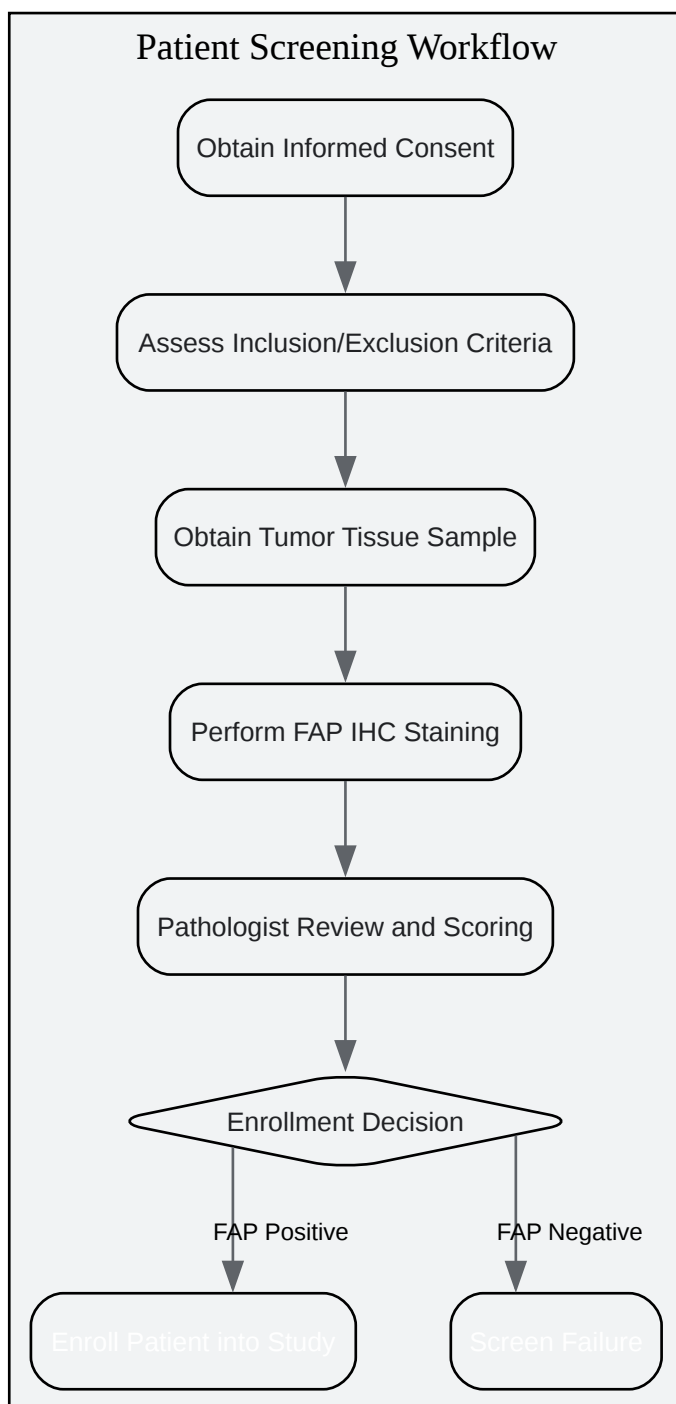 Patient Screening Workflow
Obtain Informed Consent
Assess Inclusion/Exclusion Criteria
Obtain Tumor Tissue Sample
Perform FAP IHC Staining
Pathologist Review and Scoring
Enrollment Decision
FAP Positive
FAP Negative
Enroll Patient into Study
Screen Failure